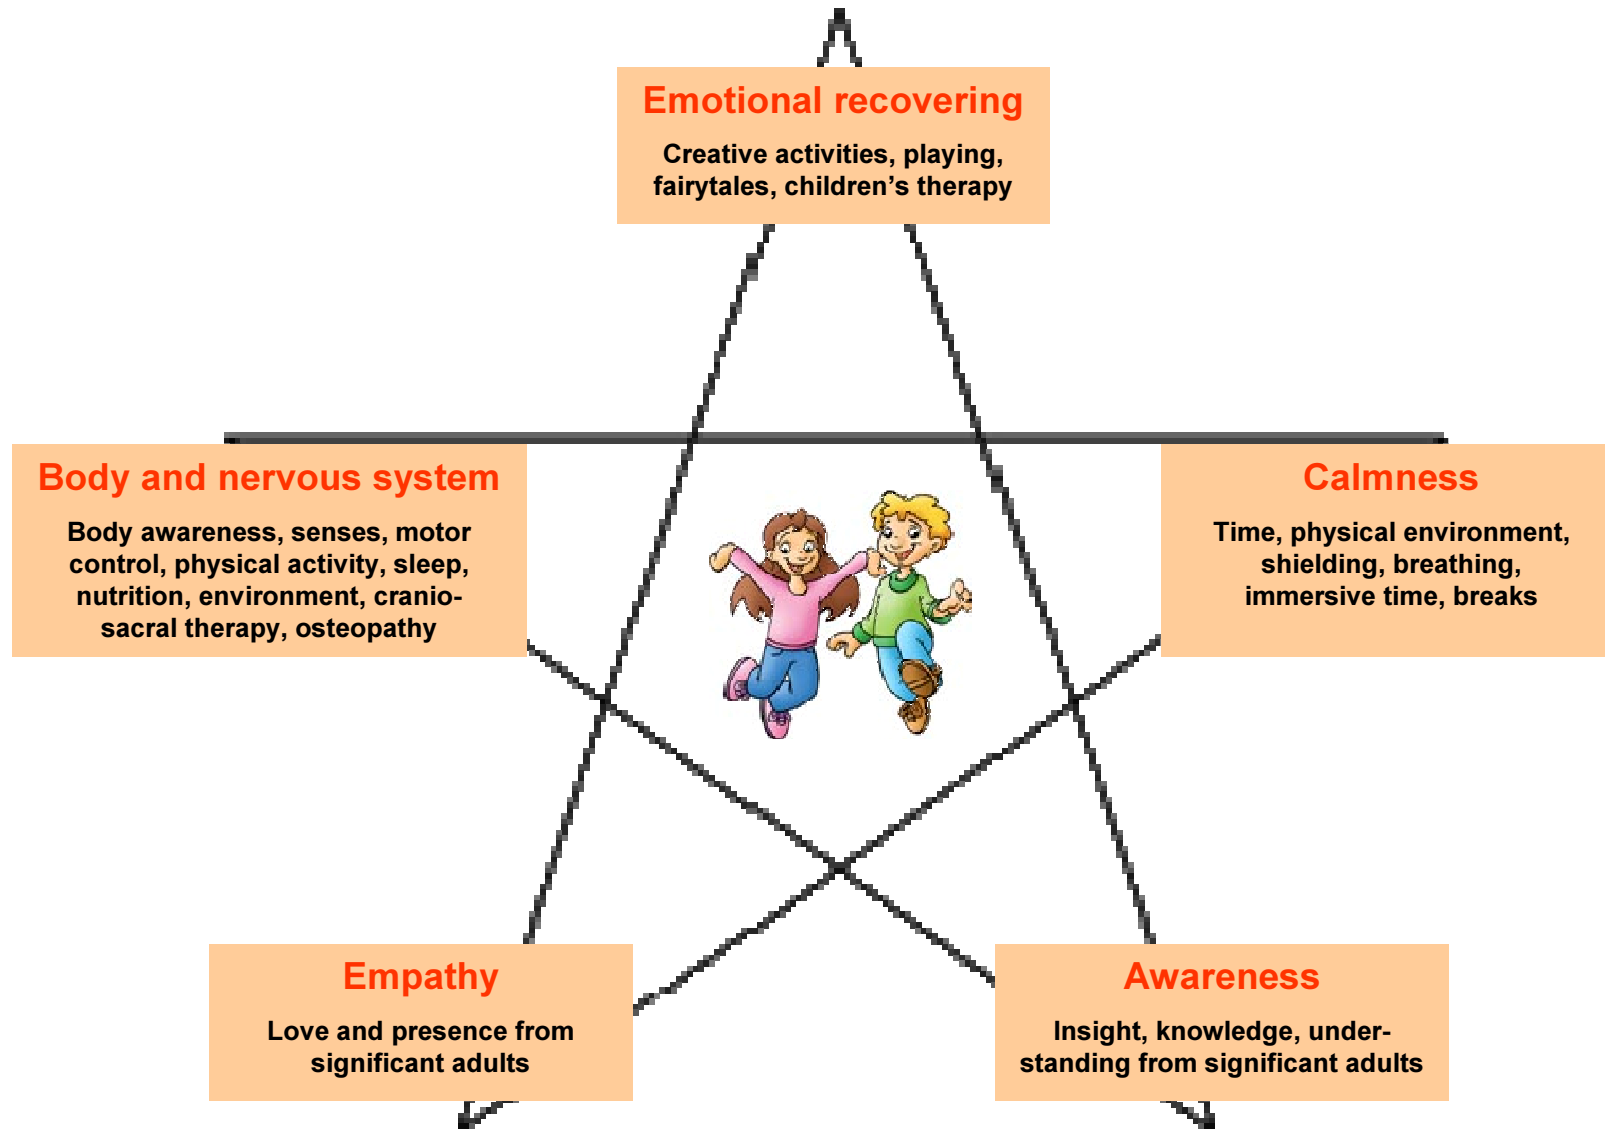 Emotional recovering
Creative activities, playing,
fairytales, children’s therapy
Body and nervous system
Body awareness, senses, motor
control, physical activity, sleep,
nutrition, environment, cranio-
sacral therapy, osteopathy
Calmness
Time, physical environment,
shielding, breathing,
immersive time, breaks
Empathy
Love and presence from
significant adults
Awareness
Insight, knowledge, under-
standing from significant adults